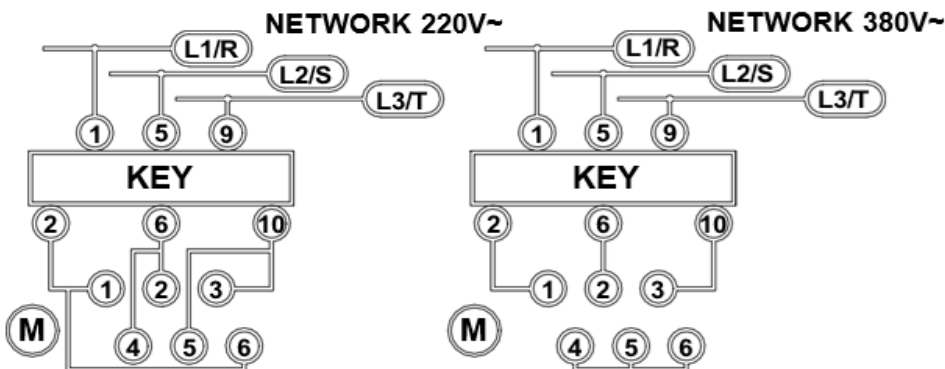 NETWORK 220V~
NETWORK 380V~
L1/R
L1/R
L2/S
L2/S
L3/T
L3/T
1 5 9
1 5 9
KEY
KEY
2 6 10
2 6 10
1 2 3
1 2 3
M
M
4 5 6
4 5 6